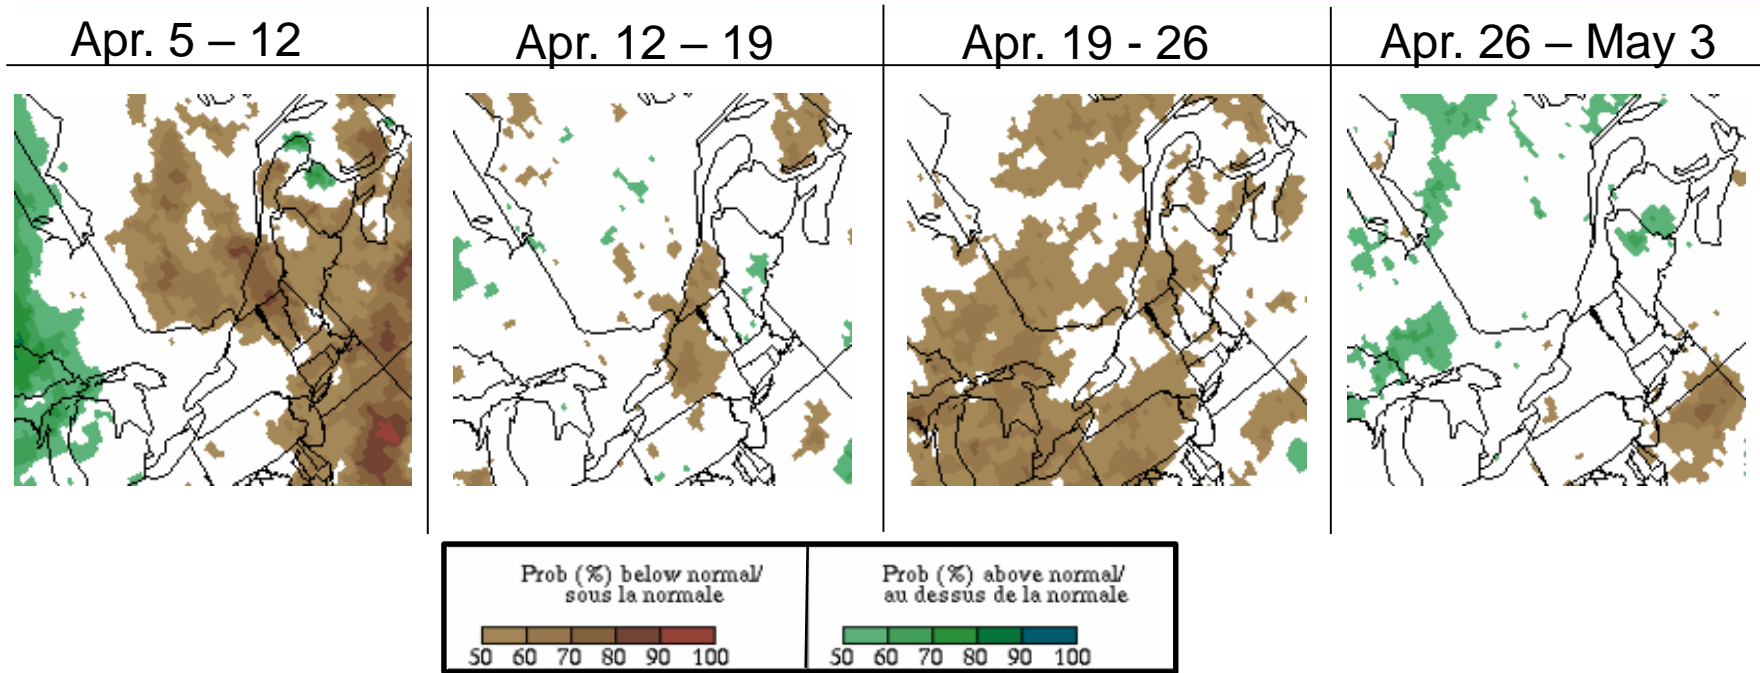 Apr. 5 – 12
Apr. 12 – 19
Apr. 19 - 26
Apr. 26 – May 3
Prob (%) below normal/
sous la normale
50 60 70 80 90 100
Prob (%) above normal/
au dessus de la normale
50 60 70 80 90 100